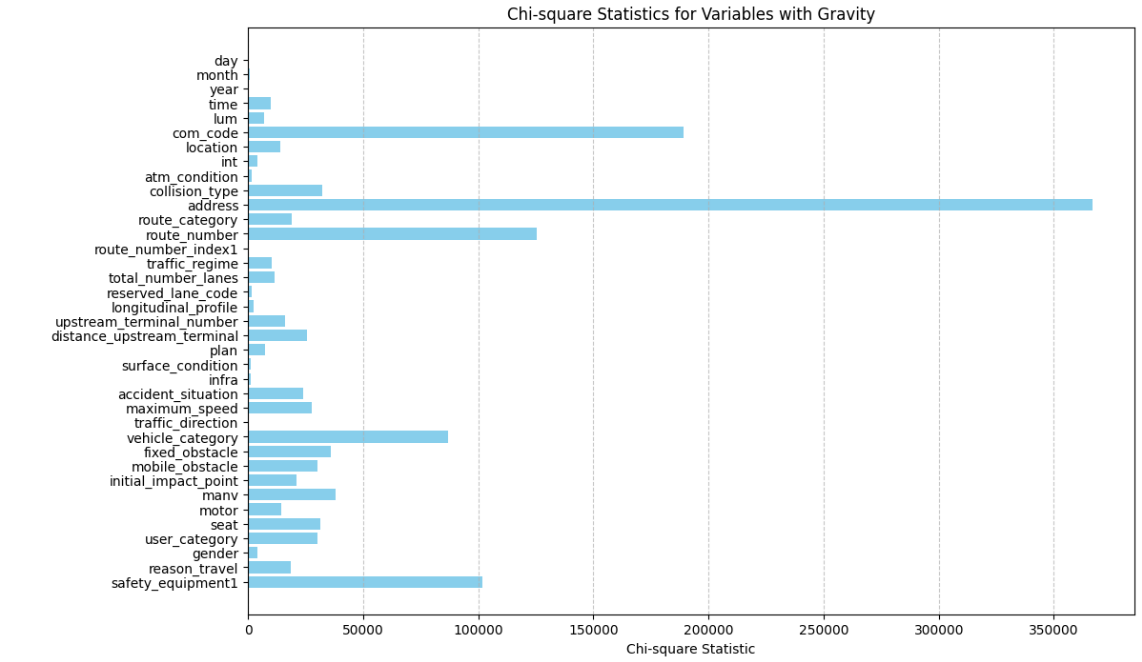 Chi-square Statistics for Variables with Gravity
day
month
year
time
lum
com_code
location
int
atm_condition
collision_type
address
route_category
route_number
route_number_index1
traffic_regime
total_number_lanes
reserved_lane_code
longitudinal_profile
upstream_terminal_number
distance_upstream_terminal
plan
surface_condition
infra
accident_situation
maximum_speed
traffic_direction
vehicle_category
fixed_obstacle
mobile_obstacle
initial_impact_point
manv
motor
seat
user_category
gender
reason_travel
safety_equipment1
0 50000 100000 150000 200000 250000 300000 350000
Chi-square Statistic